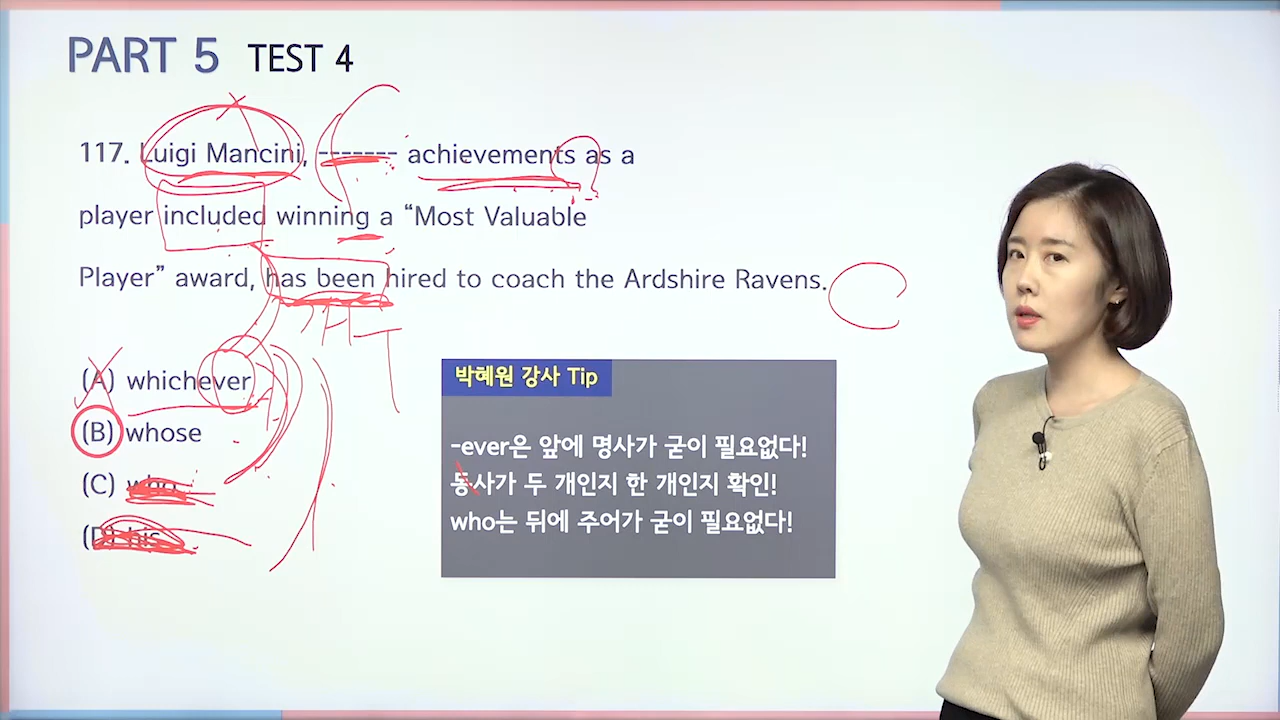 PART 5 TEST 4
117. Luigi Mancini, ------- achievements as a
player included winning a “Most Valuable
Player” award, has been hired to coach the Ardshire Ravens.
(A) whichever
(B) whose
(C) who
(D) his
박혜원 강사 Tip
-ever은 앞에 명사가 굳이 필요없다!
동사가 두 개인지 한 개인지 확인!
who는 뒤에 주어가 굳이 필요없다!